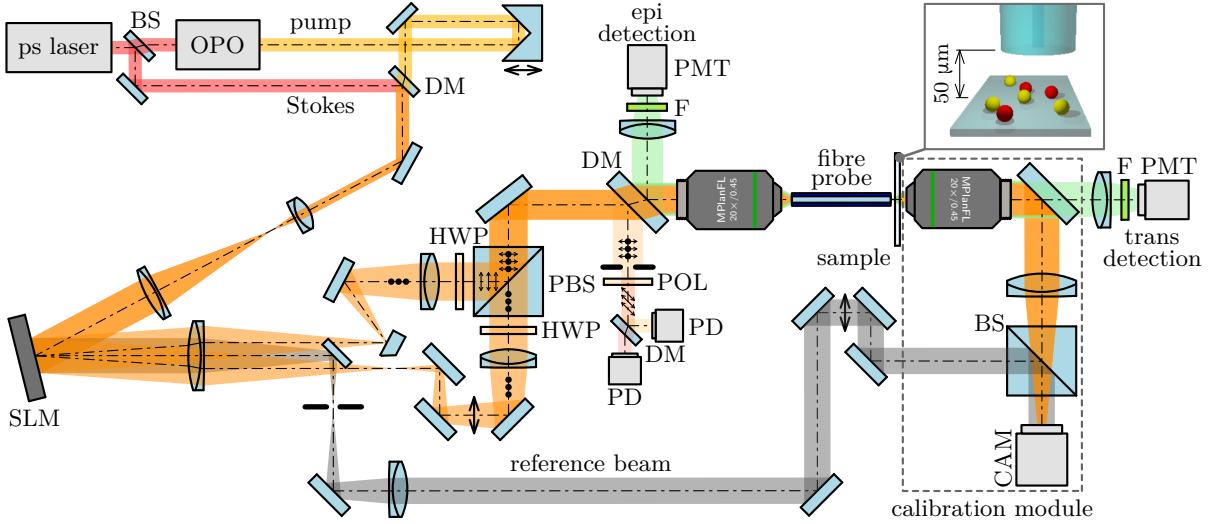 BS
ps laser
OPO
pump
Stokes
DM
epi
detection
PMT
F
DM
50 µm
MPlanFL
20×/0.45
fibre
probe
MPlanFL
20×/0.45
F
PMT
trans
detection
sample
HWP
PBS
HWP
POL
PD
DM
PD
BS
SLM
CAM
reference beam
calibration module